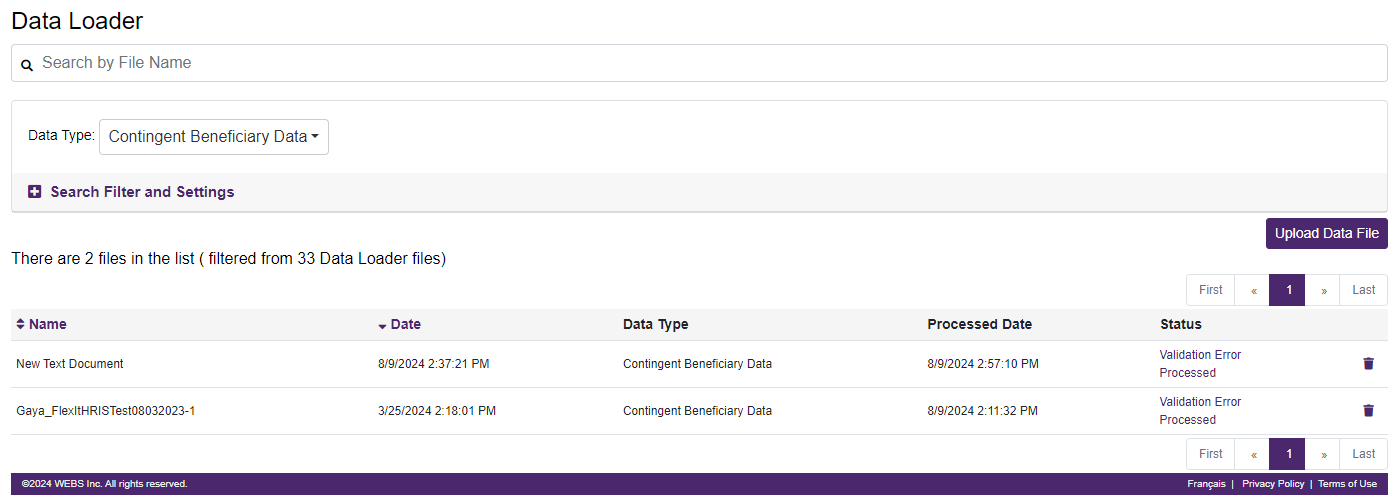 Data Loader
Search by File Name
Data Type: Contingent Beneficiary Data
Search Filter and Settings
Upload Data File
There are 2 files in the list ( filtered from 33 Data Loader files)
First « 1 » Last
Name Date Data Type Processed Date Status
New Text Document 8/9/2024 2:37:21 PM Contingent Beneficiary Data 8/9/2024 2:57:10 PM Validation Error
Processed
Gaya_FlexItHRISTest08032023-1 3/25/2024 2:18:01 PM Contingent Beneficiary Data 8/9/2024 2:11:32 PM Validation Error
Processed
First « 1 » Last
©2024 WEBS Inc. All rights reserved. Français | Privacy Policy | Terms of Use